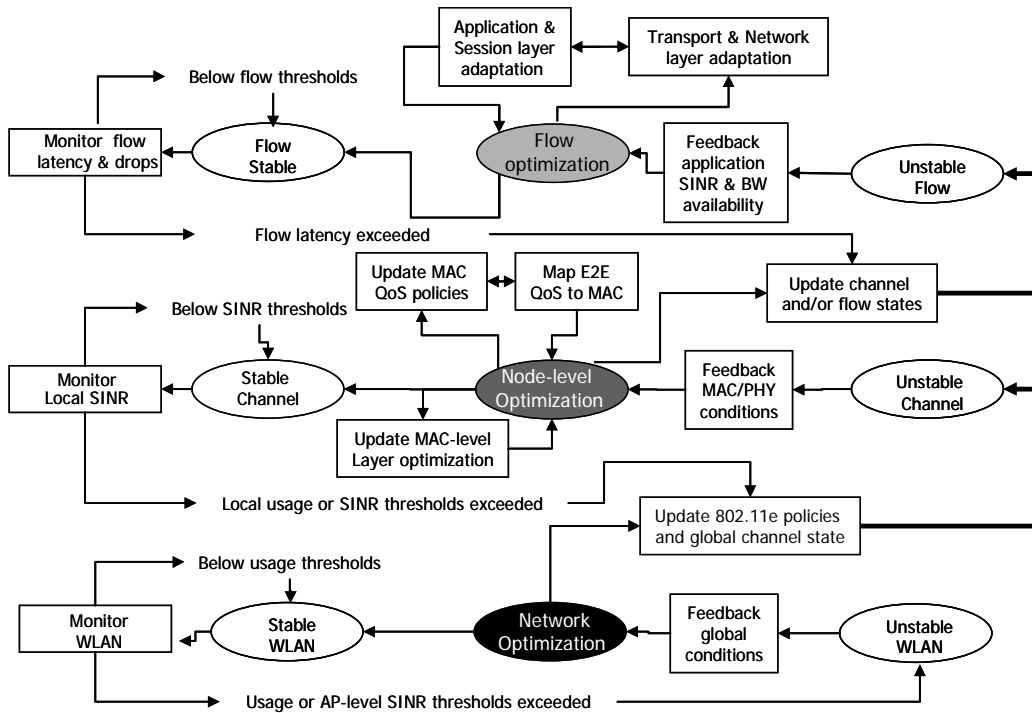 Application &
Session layer
adaptation
Transport & Network
layer adaptation
Below flow thresholds
Monitor flow
latency & drops
Flow
Stable
Flow
optimization
Feedback
application
SINR & BW
availability
Unstable
Flow
Flow latency exceeded
Update MAC
QoS policies
Map E2E
QoS to MAC
Update channel
and/or flow states
Below SINR thresholds
Monitor
Local SINR
Stable
Channel
Node-level
Optimization
Feedback
MAC/PHY
conditions
Unstable
Channel
Update MAC-level
Layer optimization
Local usage or SINR thresholds exceeded
Update 802.11e policies
and global channel state
Below usage thresholds
Monitor
WLAN
Stable
WLAN
Network
Optimization
Feedback
global
conditions
Unstable
WLAN
Usage or AP-level SINR thresholds exceeded